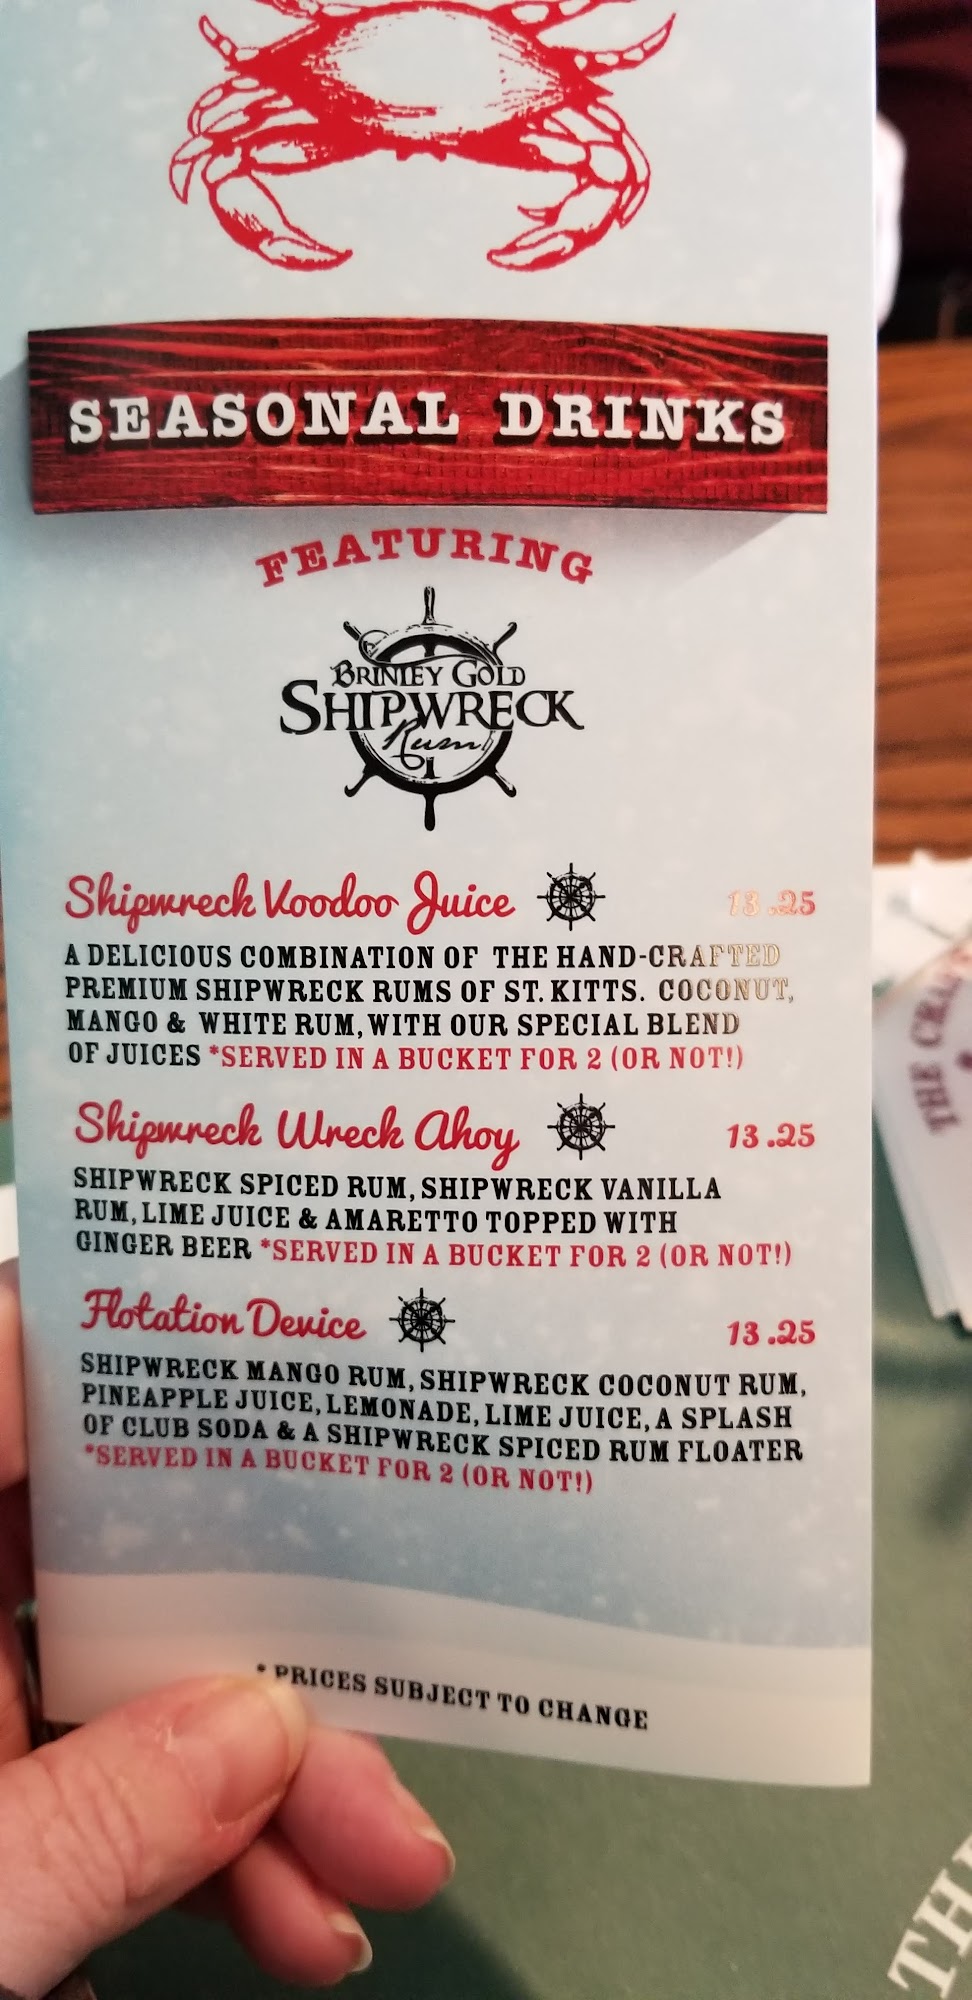 SEASONAL DRINKS
FEATURING
BRINLEY GOLD
SHIPWRECK
Rum
Shipwreck Voodoo Juice 13.25
A DELICIOUS COMBINATION OF THE HAND-CRAFTED
PREMIUM SHIPWRECK RUMS OF ST. KITTS. COCONUT,
MANGO & WHITE RUM, WITH OUR SPECIAL BLEND
OF JUICES *SERVED IN A BUCKET FOR 2 (OR NOT!)
Shipwreck Wreck Ahoy 13.25
SHIPWRECK SPICED RUM, SHIPWRECK VANILLA
RUM, LIME JUICE & AMARETTO TOPPED WITH
GINGER BEER *SERVED IN A BUCKET FOR 2 (OR NOT!)
Flotation Device 13.25
SHIPWRECK MANGO RUM, SHIPWRECK COCONUT RUM,
PINEAPPLE JUICE, LEMONADE, LIME JUICE, A SPLASH
OF CLUB SODA & A SHIPWRECK SPICED RUM FLOATER
*SERVED IN A BUCKET FOR 2 (OR NOT!)
* PRICES SUBJECT TO CHANGE
THE